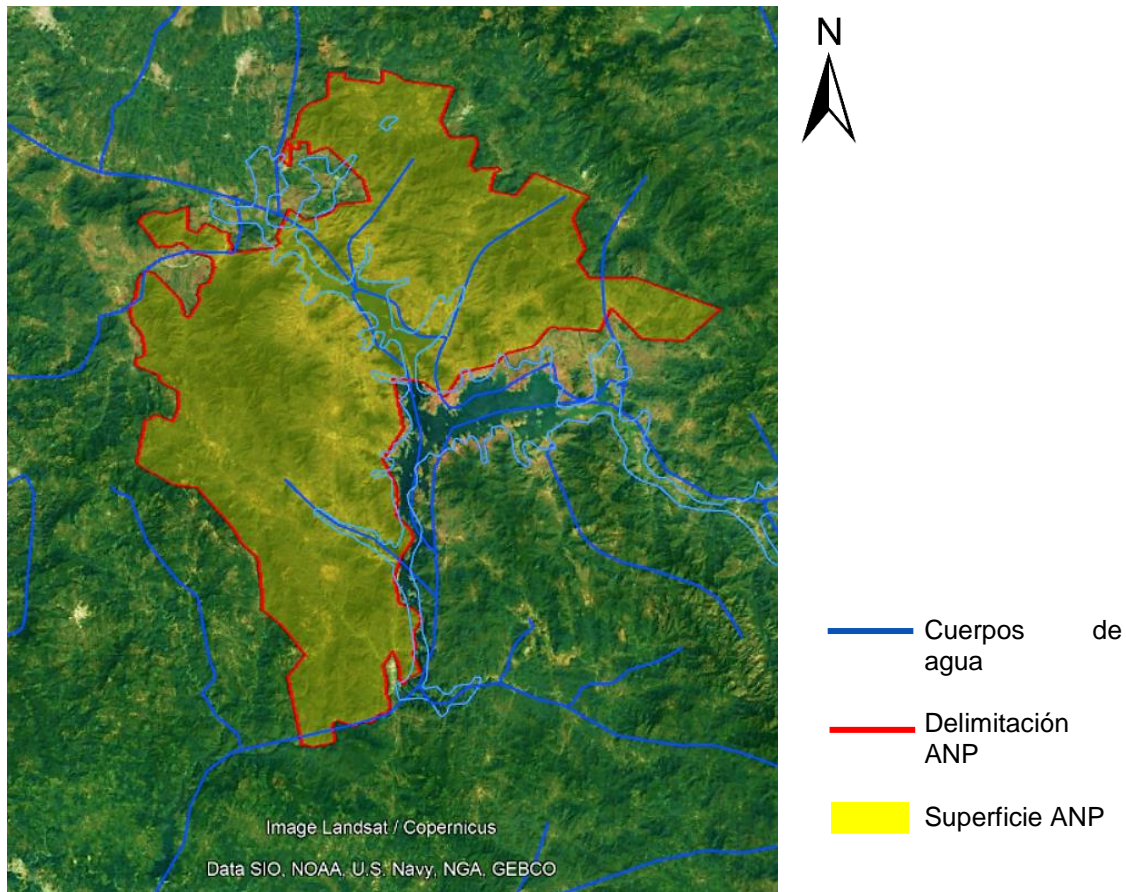 N
Cuerpos de
agua
Delimitación
ANP
Superficie ANP
Image Landsat / Copernicus
Data SIO, NOAA, U.S. Navy, NGA, GEBCO